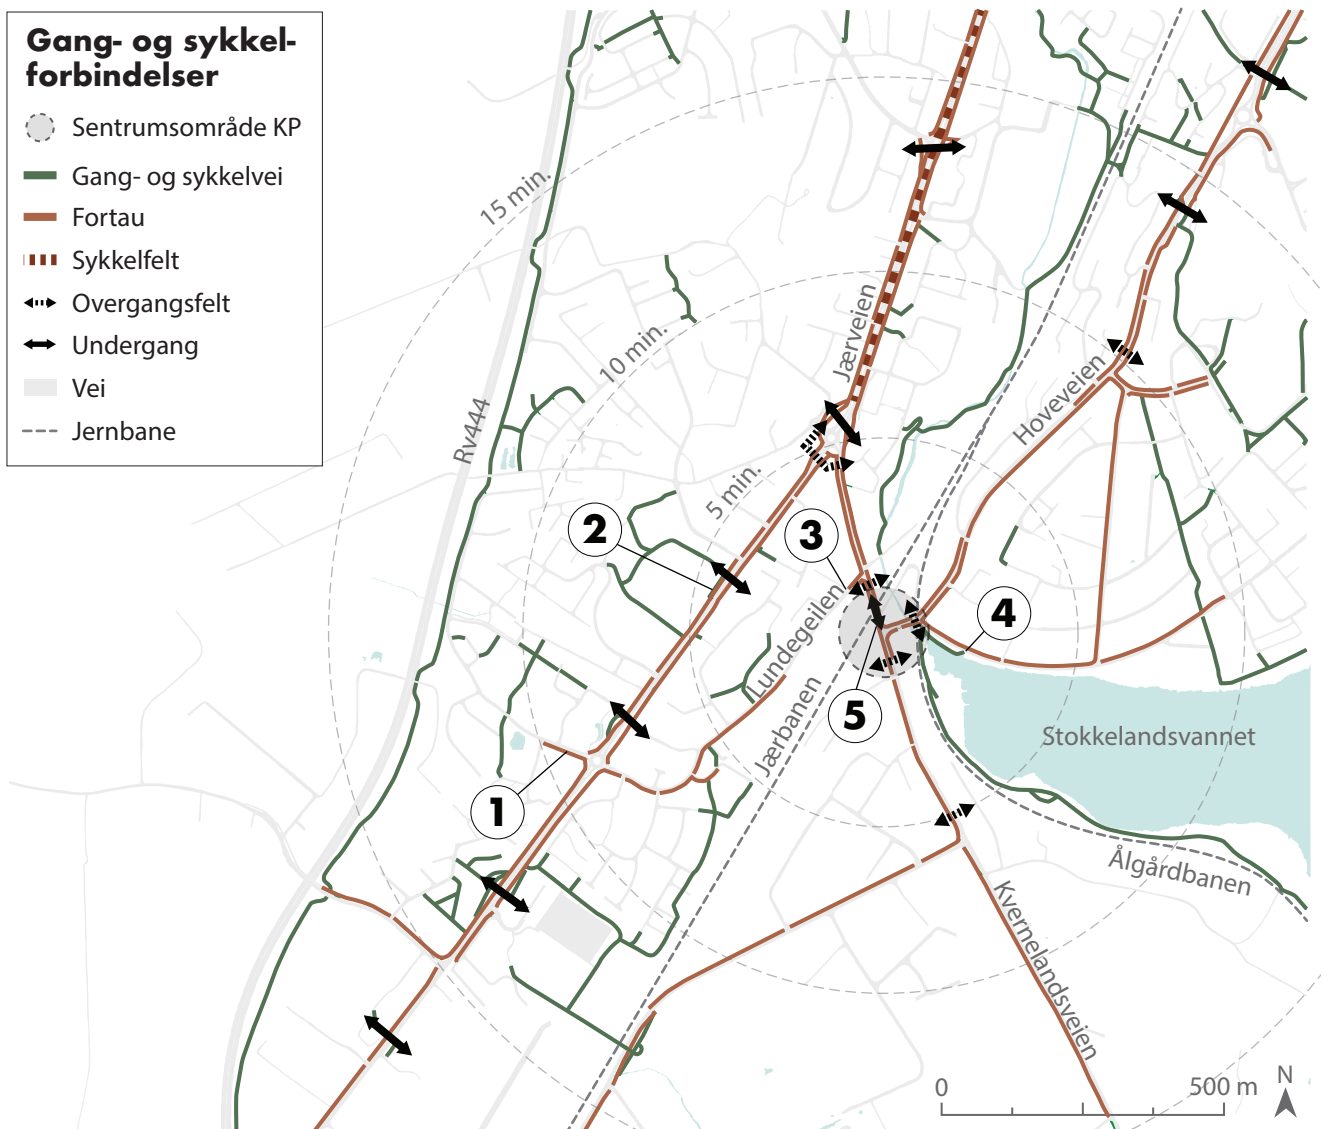 Gang- og sykkel-
forbindelser
Sentrumsområde KP
Gang- og sykkelvei
Fortau
Sykkelfelt
Overgangsfelt
Undergang
Vei
Jernbane
15 min.
10 min.
5 min.
Rv444
Jærveien
Hoveveien
Lundegeilen
Jærbanen
Stokkelandsvannet
Ålgårdbanen
Kvernelandsveien
1
2
3
4
5
0
500 m
N